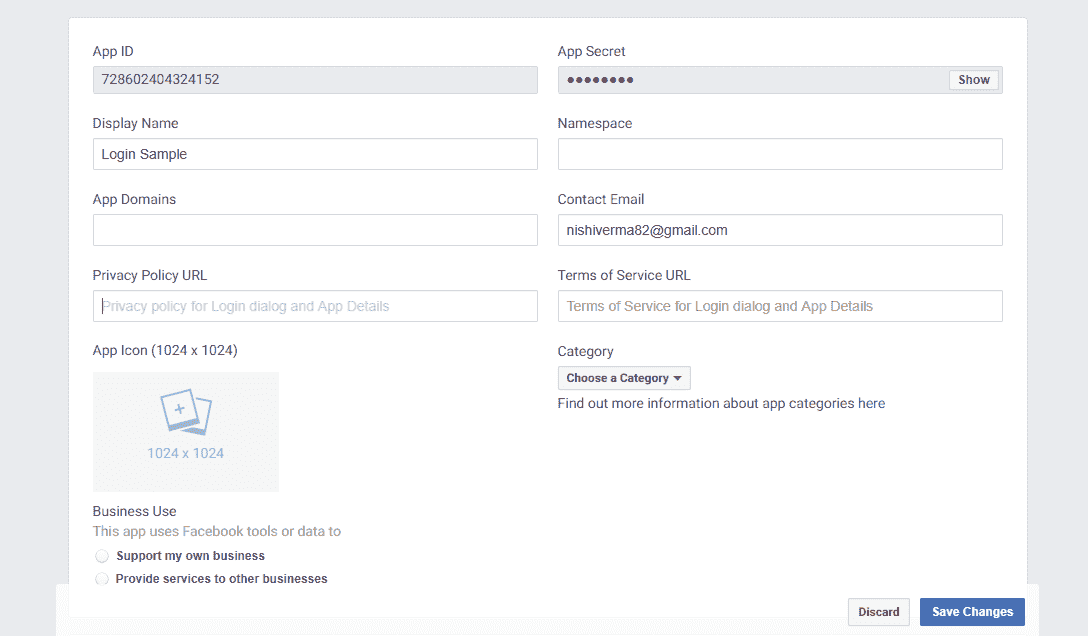 App ID
App Secret
728602404324152
●●●●●●●●
Show
Display Name
Namespace
Login Sample
App Domains
Contact Email
nishiverma82@gmail.com
Privacy Policy URL
Terms of Service URL
Privacy policy for Login dialog and App Details
Terms of Service for Login dialog and App Details
App Icon (1024 x 1024)
Category
Choose a Category
Find out more information about app categories here
1024 x 1024
Business Use
This app uses Facebook tools or data to
Support my own business
Provide services to other businesses
Discard
Save Changes